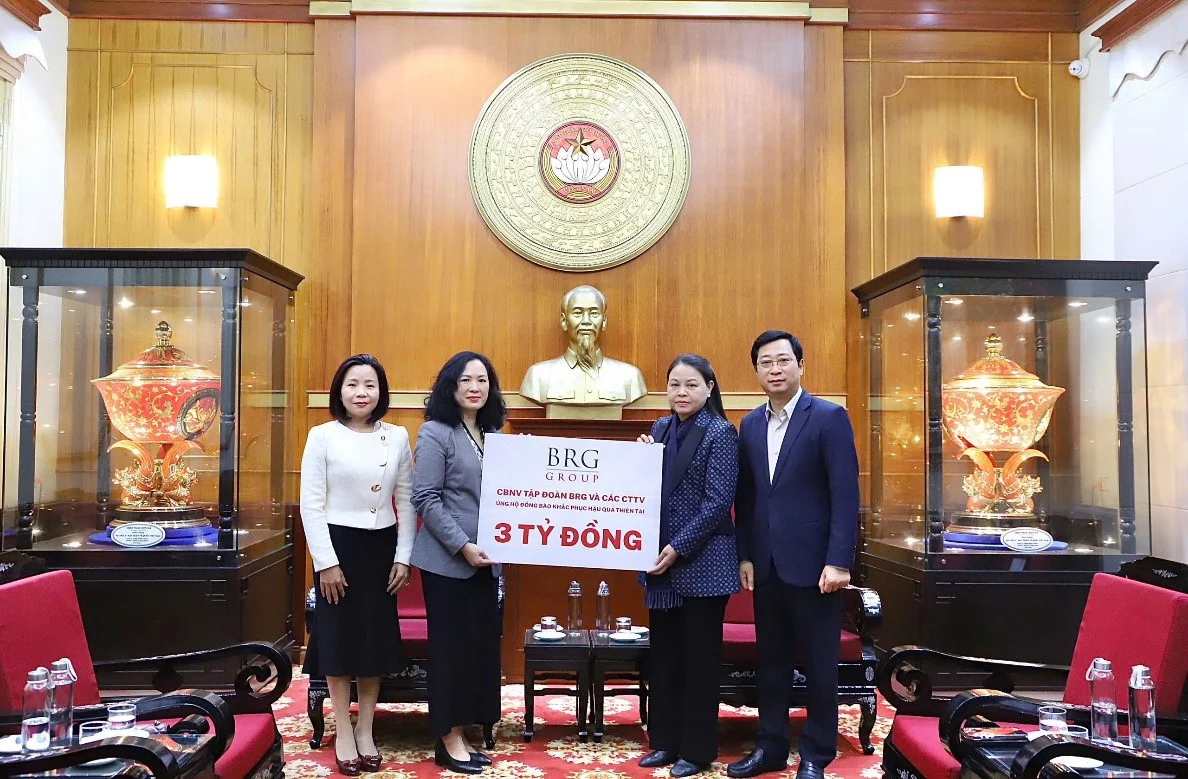 BRG
GROUP
CBNV TẬP ĐOÀN BRG VÀ CÁC CTTV
ỦNG HỘ ĐỒNG BÀO KHẮC PHỤC HẬU QUẢ THIÊN TAI
3 TỶ ĐỒNG